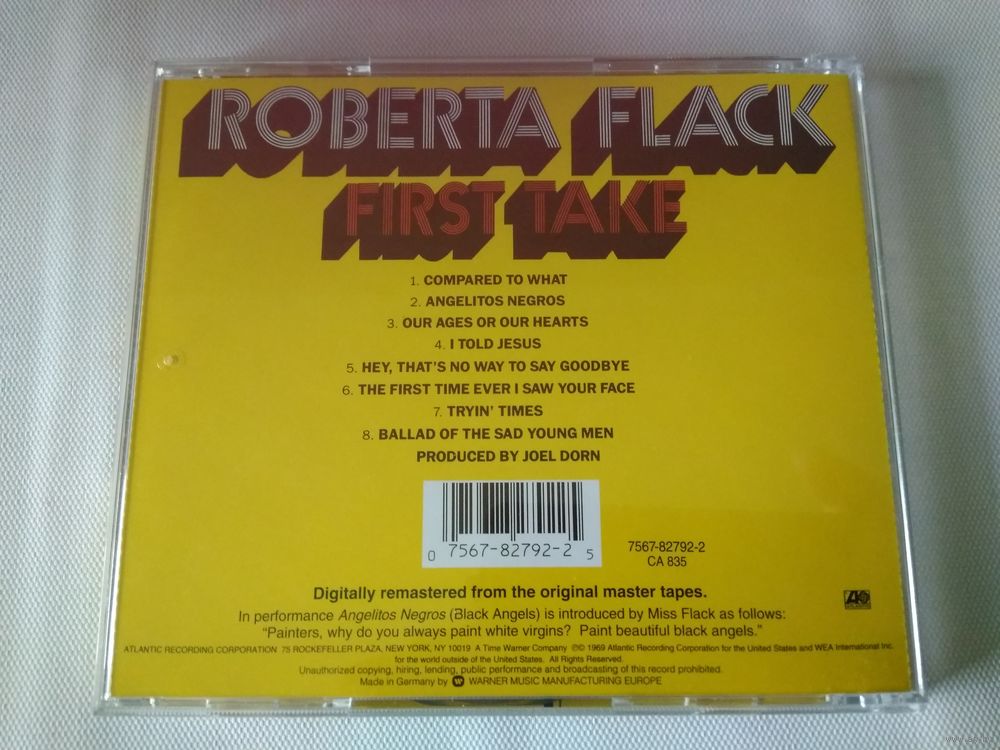 ROBERTA FLACK
FIRST TAKE
1. COMPARED TO WHAT
2. ANGELITOS NEGROS
3. OUR AGES OR OUR HEARTS
4. I TOLD JESUS
5. HEY, THAT'S NO WAY TO SAY GOODBYE
6. THE FIRST TIME EVER I SAW YOUR FACE
7. TRYIN' TIMES
8. BALLAD OF THE SAD YOUNG MEN
PRODUCED BY JOEL DORN
0 7567-82792-2 5
7567-82792-2
CA 835
Digitally remastered from the original master tapes.
In performance Angelitos Negros (Black Angels) is introduced by Miss Flack as follows:
"Painters, why do you always paint white virgins? Paint beautiful black angels."
ATLANTIC RECORDING CORPORATION 75 ROCKEFELLER PLAZA, NEW YORK, NY 10019 A Time Warner Company ℗© 1969 Atlantic Recording Corporation for the United States and WEA International Inc.
for the world outside of the United States. All Rights Reserved.
Unauthorized copying, hiring, lending, public performance and broadcasting of this record prohibited.
Made in Germany by WARNER MUSIC MANUFACTURING EUROPE